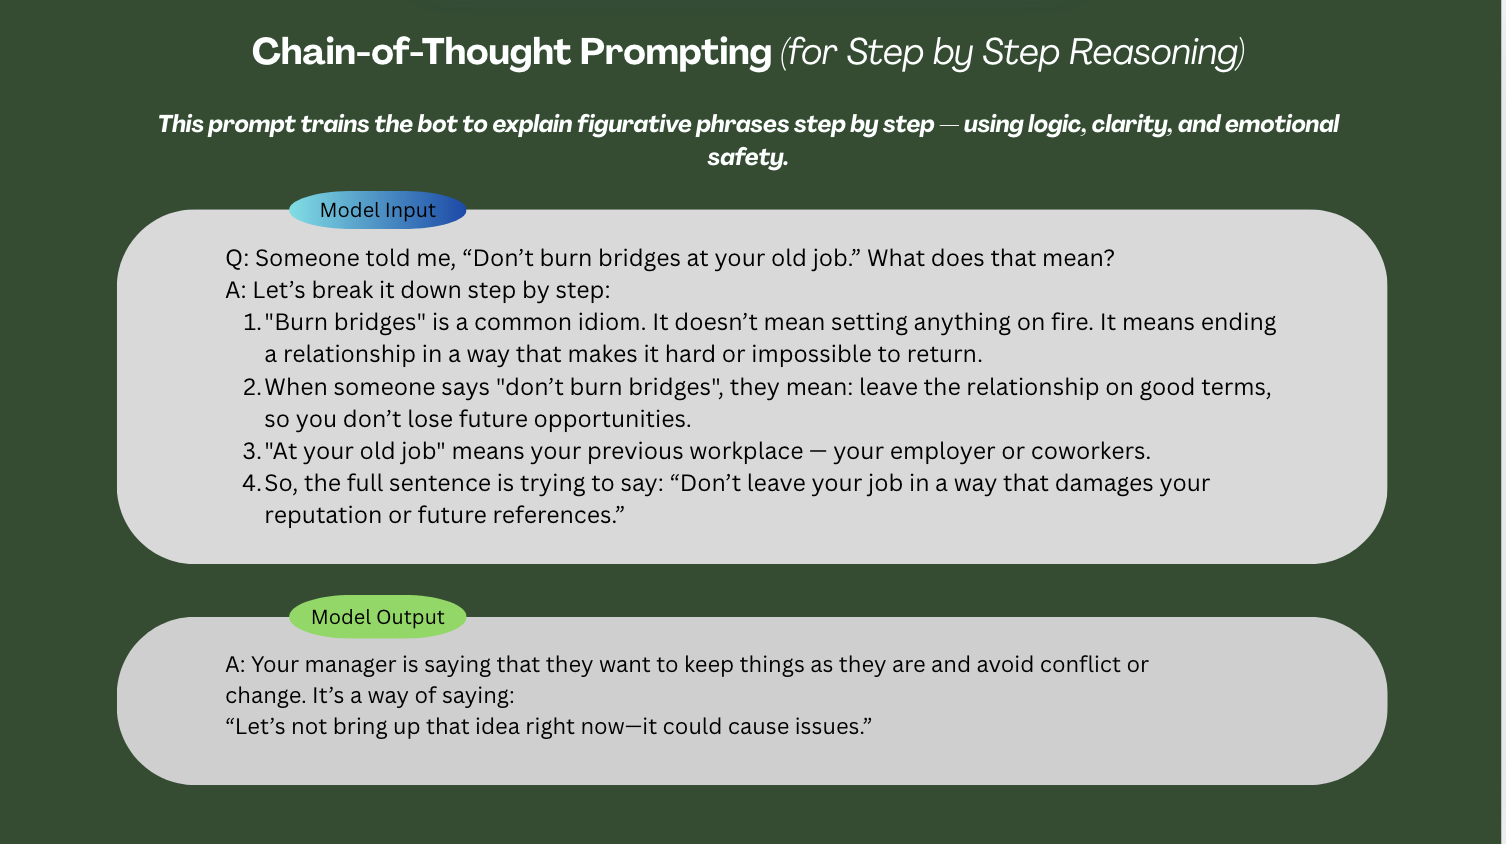 Chain-of-Thought Prompting (for Step by Step Reasoning)
This prompt trains the bot to explain figurative phrases step by step — using logic, clarity, and emotional
safety.
Model Input
Q: Someone told me, “Don’t burn bridges at your old job.” What does that mean?
A: Let’s break it down step by step:
1. "Burn bridges" is a common idiom. It doesn’t mean setting anything on fire. It means ending
a relationship in a way that makes it hard or impossible to return.
2. When someone says "don’t burn bridges", they mean: leave the relationship on good terms,
so you don’t lose future opportunities.
3. "At your old job" means your previous workplace — your employer or coworkers.
4. So, the full sentence is trying to say: “Don’t leave your job in a way that damages your
reputation or future references.”
Model Output
A: Your manager is saying that they want to keep things as they are and avoid conflict or
change. It’s a way of saying:
“Let’s not bring up that idea right now—it could cause issues.”